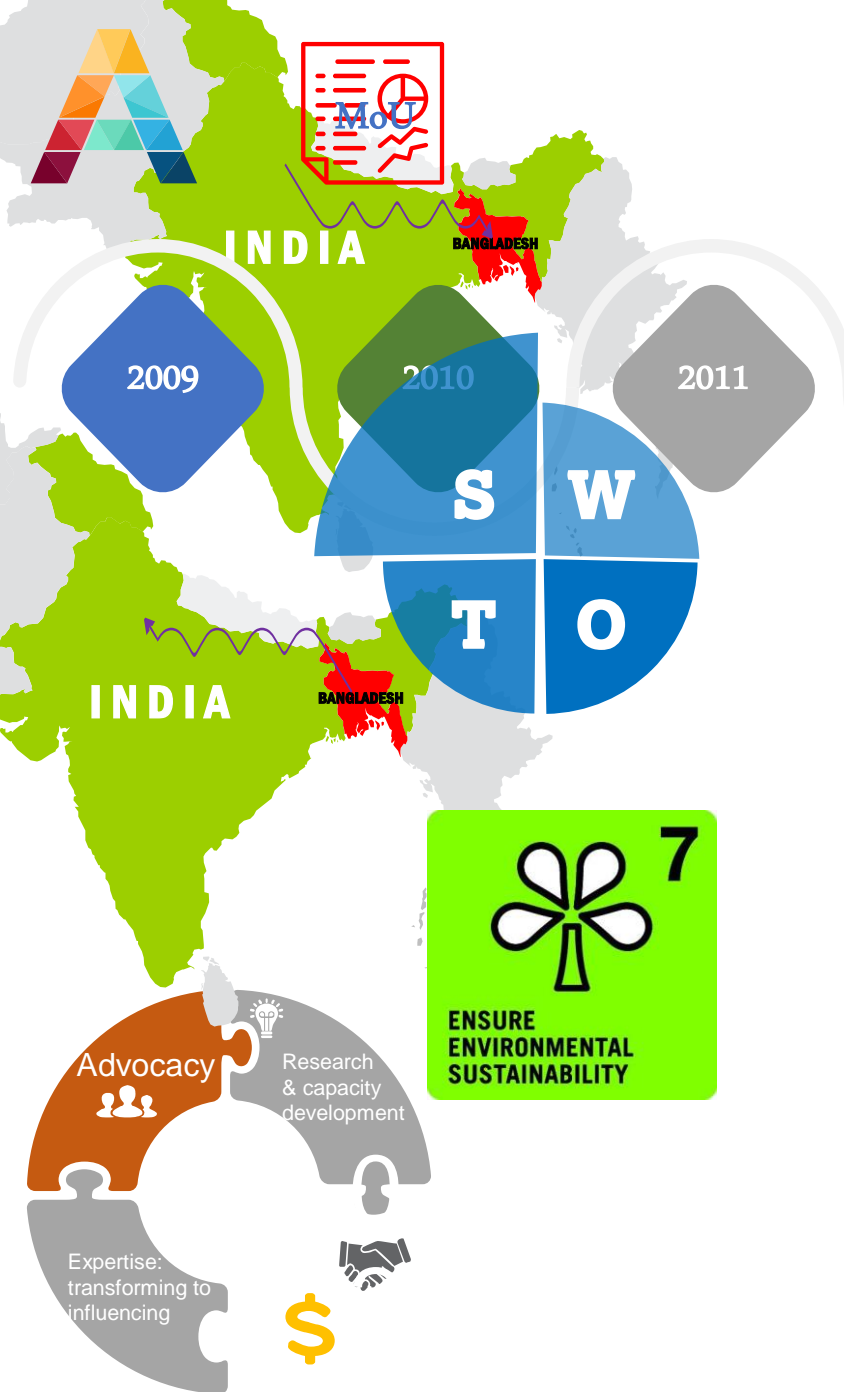 MoU
INDIA
BANGLADESH
2009
2010
2011
S
W
T
O
INDIA
BANGLADESH
7
ENSURE
ENVIRONMENTAL
SUSTAINABILITY
Advocacy
Research
& capacity
development
Expertise:
transforming to
influencing
$